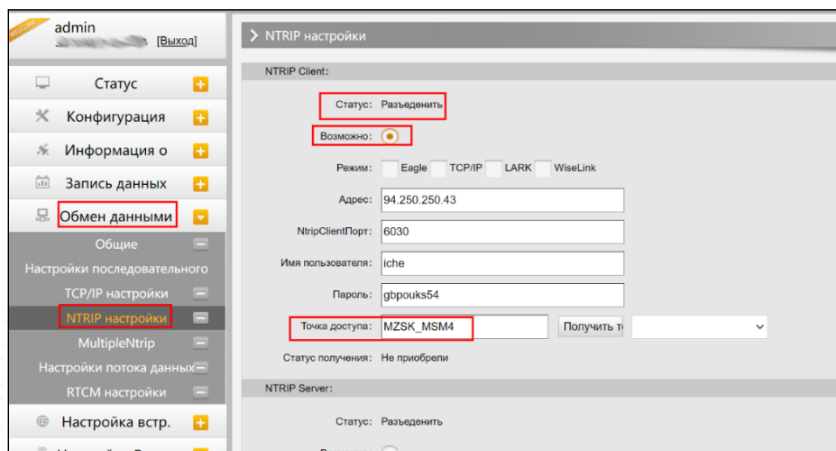 admin
[Выход]
Статус
Конфигурация
Информация о
Запись данных
Обмен данными
Общие
Настройки последовательного
TCP/IP настройки
NTRIP настройки
MultipleNtrip
Настройки потока данных
RTCM настройки
Настройка встр.
NTRIP настройки
NTRIP Client:
Статус: Разъеденить
Возможно:
Режим: Eagle TCP/IP LARK WiseLink
Адрес: 94.250.250.43
NtripClientПорт: 6030
Имя пользователя: iche
Пароль: gbpouks54
Точка доступа: MZSK_MSM4 Получить т
Статус получения: Не приобрели
NTRIP Server:
Статус: Разъеденить